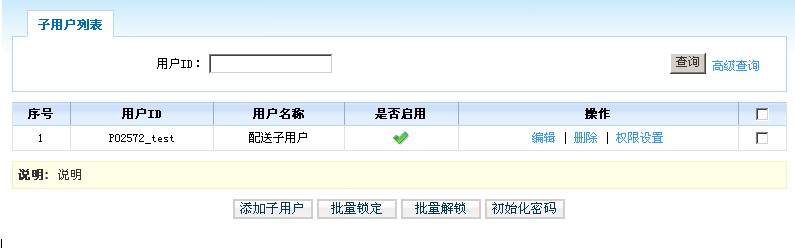 子用户列表
用户ID： 查询 高级查询
序号 用户ID 用户名称 是否启用 操作
1 PO2572_test 配送子用户 编辑 | 删除 | 权限设置
说明： 说明
添加子用户 批量锁定 批量解锁 初始化密码